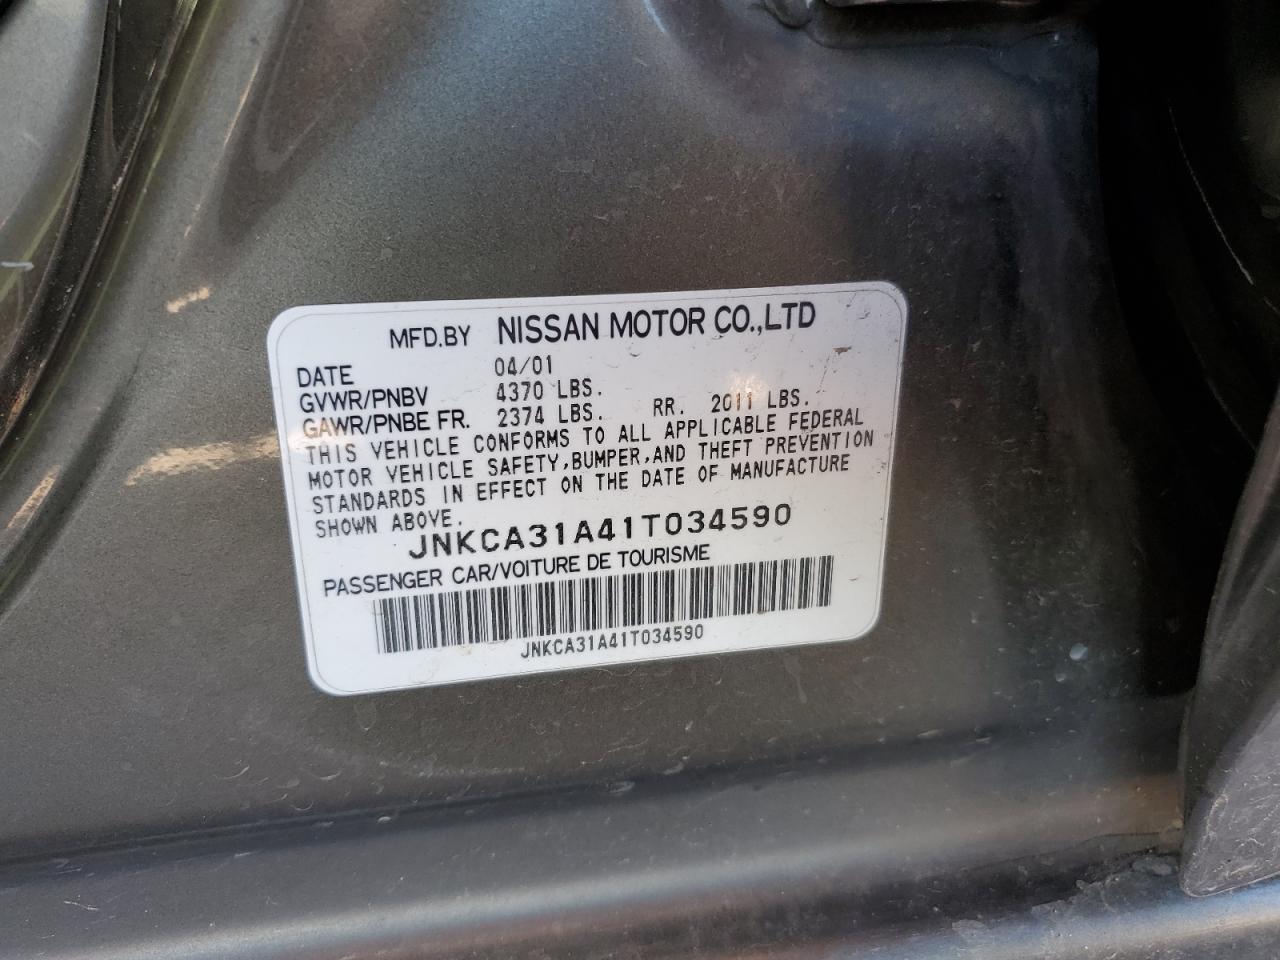 MFD.BY NISSAN MOTOR CO.,LTD
DATE 04/01
GVWR/PNBV 4370 LBS.
GAWR/PNBE FR. 2374 LBS. RR. 2011 LBS.
THIS VEHICLE CONFORMS TO ALL APPLICABLE FEDERAL
MOTOR VEHICLE SAFETY,BUMPER,AND THEFT PREVENTION
STANDARDS IN EFFECT ON THE DATE OF MANUFACTURE
SHOWN ABOVE.
JNKCA31A41T034590
PASSENGER CAR/VOITURE DE TOURISME
JNKCA31A41T034590